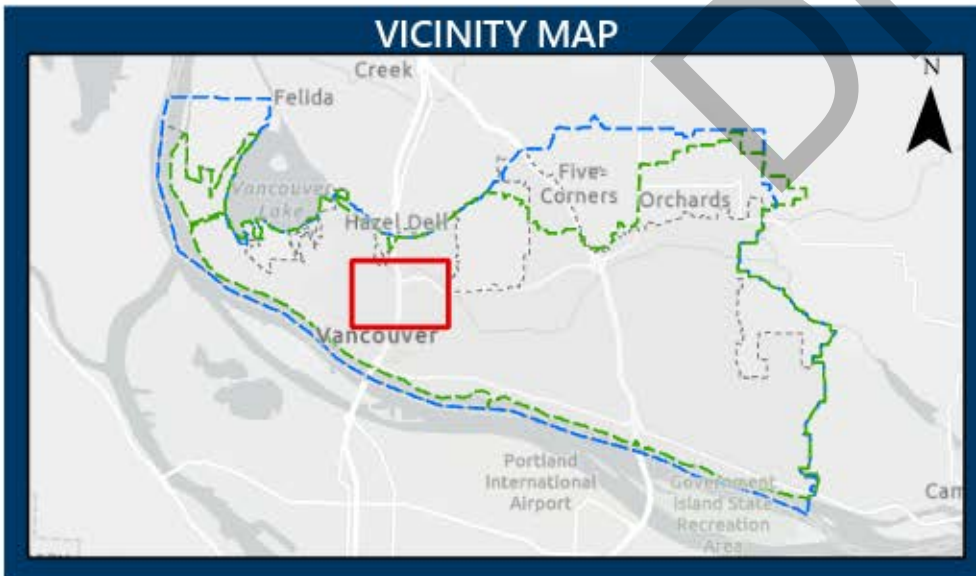 VICINITY MAP
Creek
N
Felida
Vancouver
Lake
Five
Corners
Orchards
Hazel Dell
Vancouver
Portland
International
Airport
Government
Island State
Recreation
Area
Cam